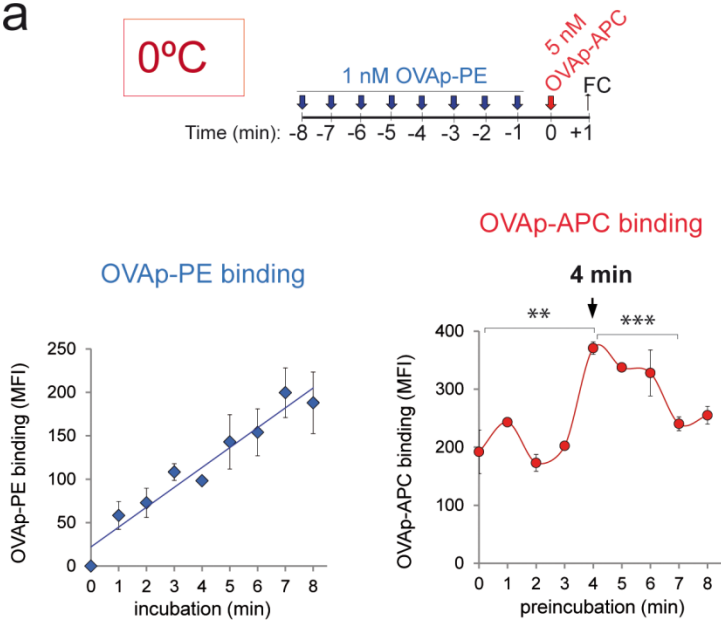 a
0ºC
1 nM OVAp-PE
5 nM
OVAp-APC
FC
Time (min): -8 -7 -6 -5 -4 -3 -2 -1 0 +1
OVAp-PE binding
OVAp-PE binding (MFI)
250
200
150
100
50
0
0 1 2 3 4 5 6 7 8
incubation (min)
OVAp-APC binding
4 min
** ***
OVAp-APC binding (MFI)
400
300
200
100
0
0 1 2 3 4 5 6 7 8
preincubation (min)